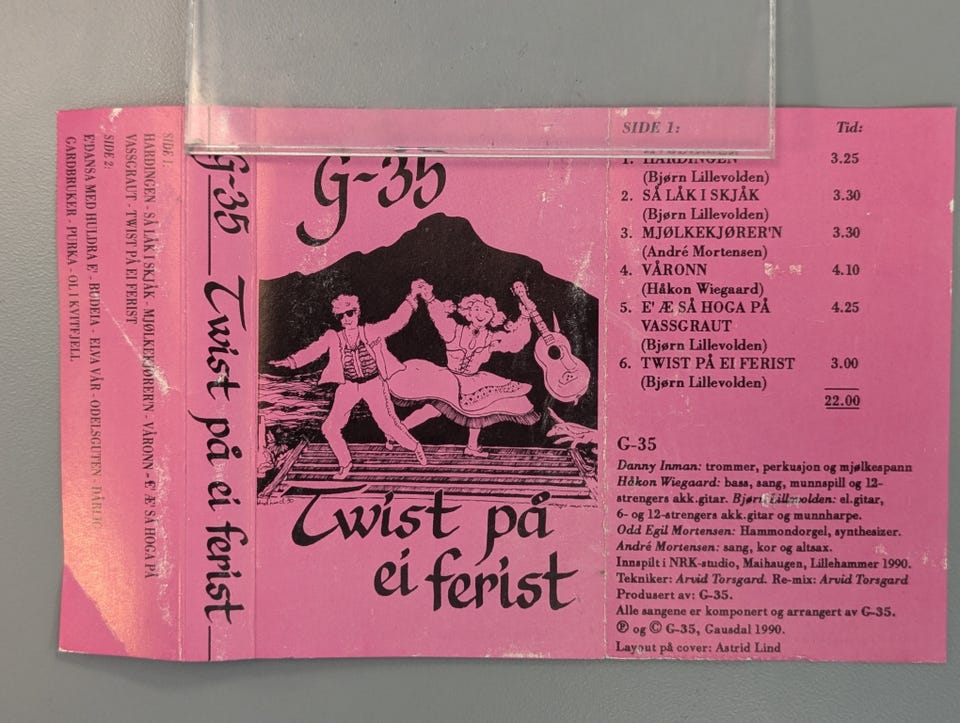 SIDE 1:
HARDINGEN - SÅ LÅK I SKJÅK - MJØLKEKJØRER'N - VÅRONN - E' Æ' SÅ HOGA PÅ
VASSGRAUT - TWIST PÅ EI FERIST
SIDE 2:
E'DANSA MED HULDRA E' - BUDEIA - ELVA VÅR - ODELSGUTEN - DÅRLIG
GARDBRUKER - PURKA - OL I KVITFJELL
G-35 Twist på ei ferist
G-35
Twist på
ei ferist
SIDE 1: Tid:
1. HARDINGEN 3.25
(Bjørn Lillevolden)
2. SÅ LÅK I SKJÅK 3.30
(Bjørn Lillevolden)
3. MJØLKEKJØRER'N 3.30
(André Mortensen)
4. VÅRONN 4.10
(Håkon Wiegaard)
5. E' Æ SÅ HOGA PÅ 4.25
VASSGRAUT
(Bjørn Lillevolden)
6. TWIST PÅ EI FERIST 3.00
(Bjørn Lillevolden)
22.00
G-35
Danny Inman: trommer, perkusjon og mjølkespann
Håkon Wiegaard: bass, sang, munnspill og 12-
strengers akk.gitar. Bjørn Lillevolden: el.gitar,
6- og 12-strengers akk.gitar og munnharpe.
Odd Egil Mortensen: Hammondorgel, synthesizer.
André Mortensen: sang, kor og altsax.
Innspilt i NRK-studio, Maihaugen, Lillehammer 1990.
Tekniker: Arvid Torsgard. Re-mix: Arvid Torsgard
Produsert av: G-35.
Alle sangene er komponert og arrangert av G-35.
℗ og © G-35, Gausdal 1990.
Layout på cover: Astrid Lind